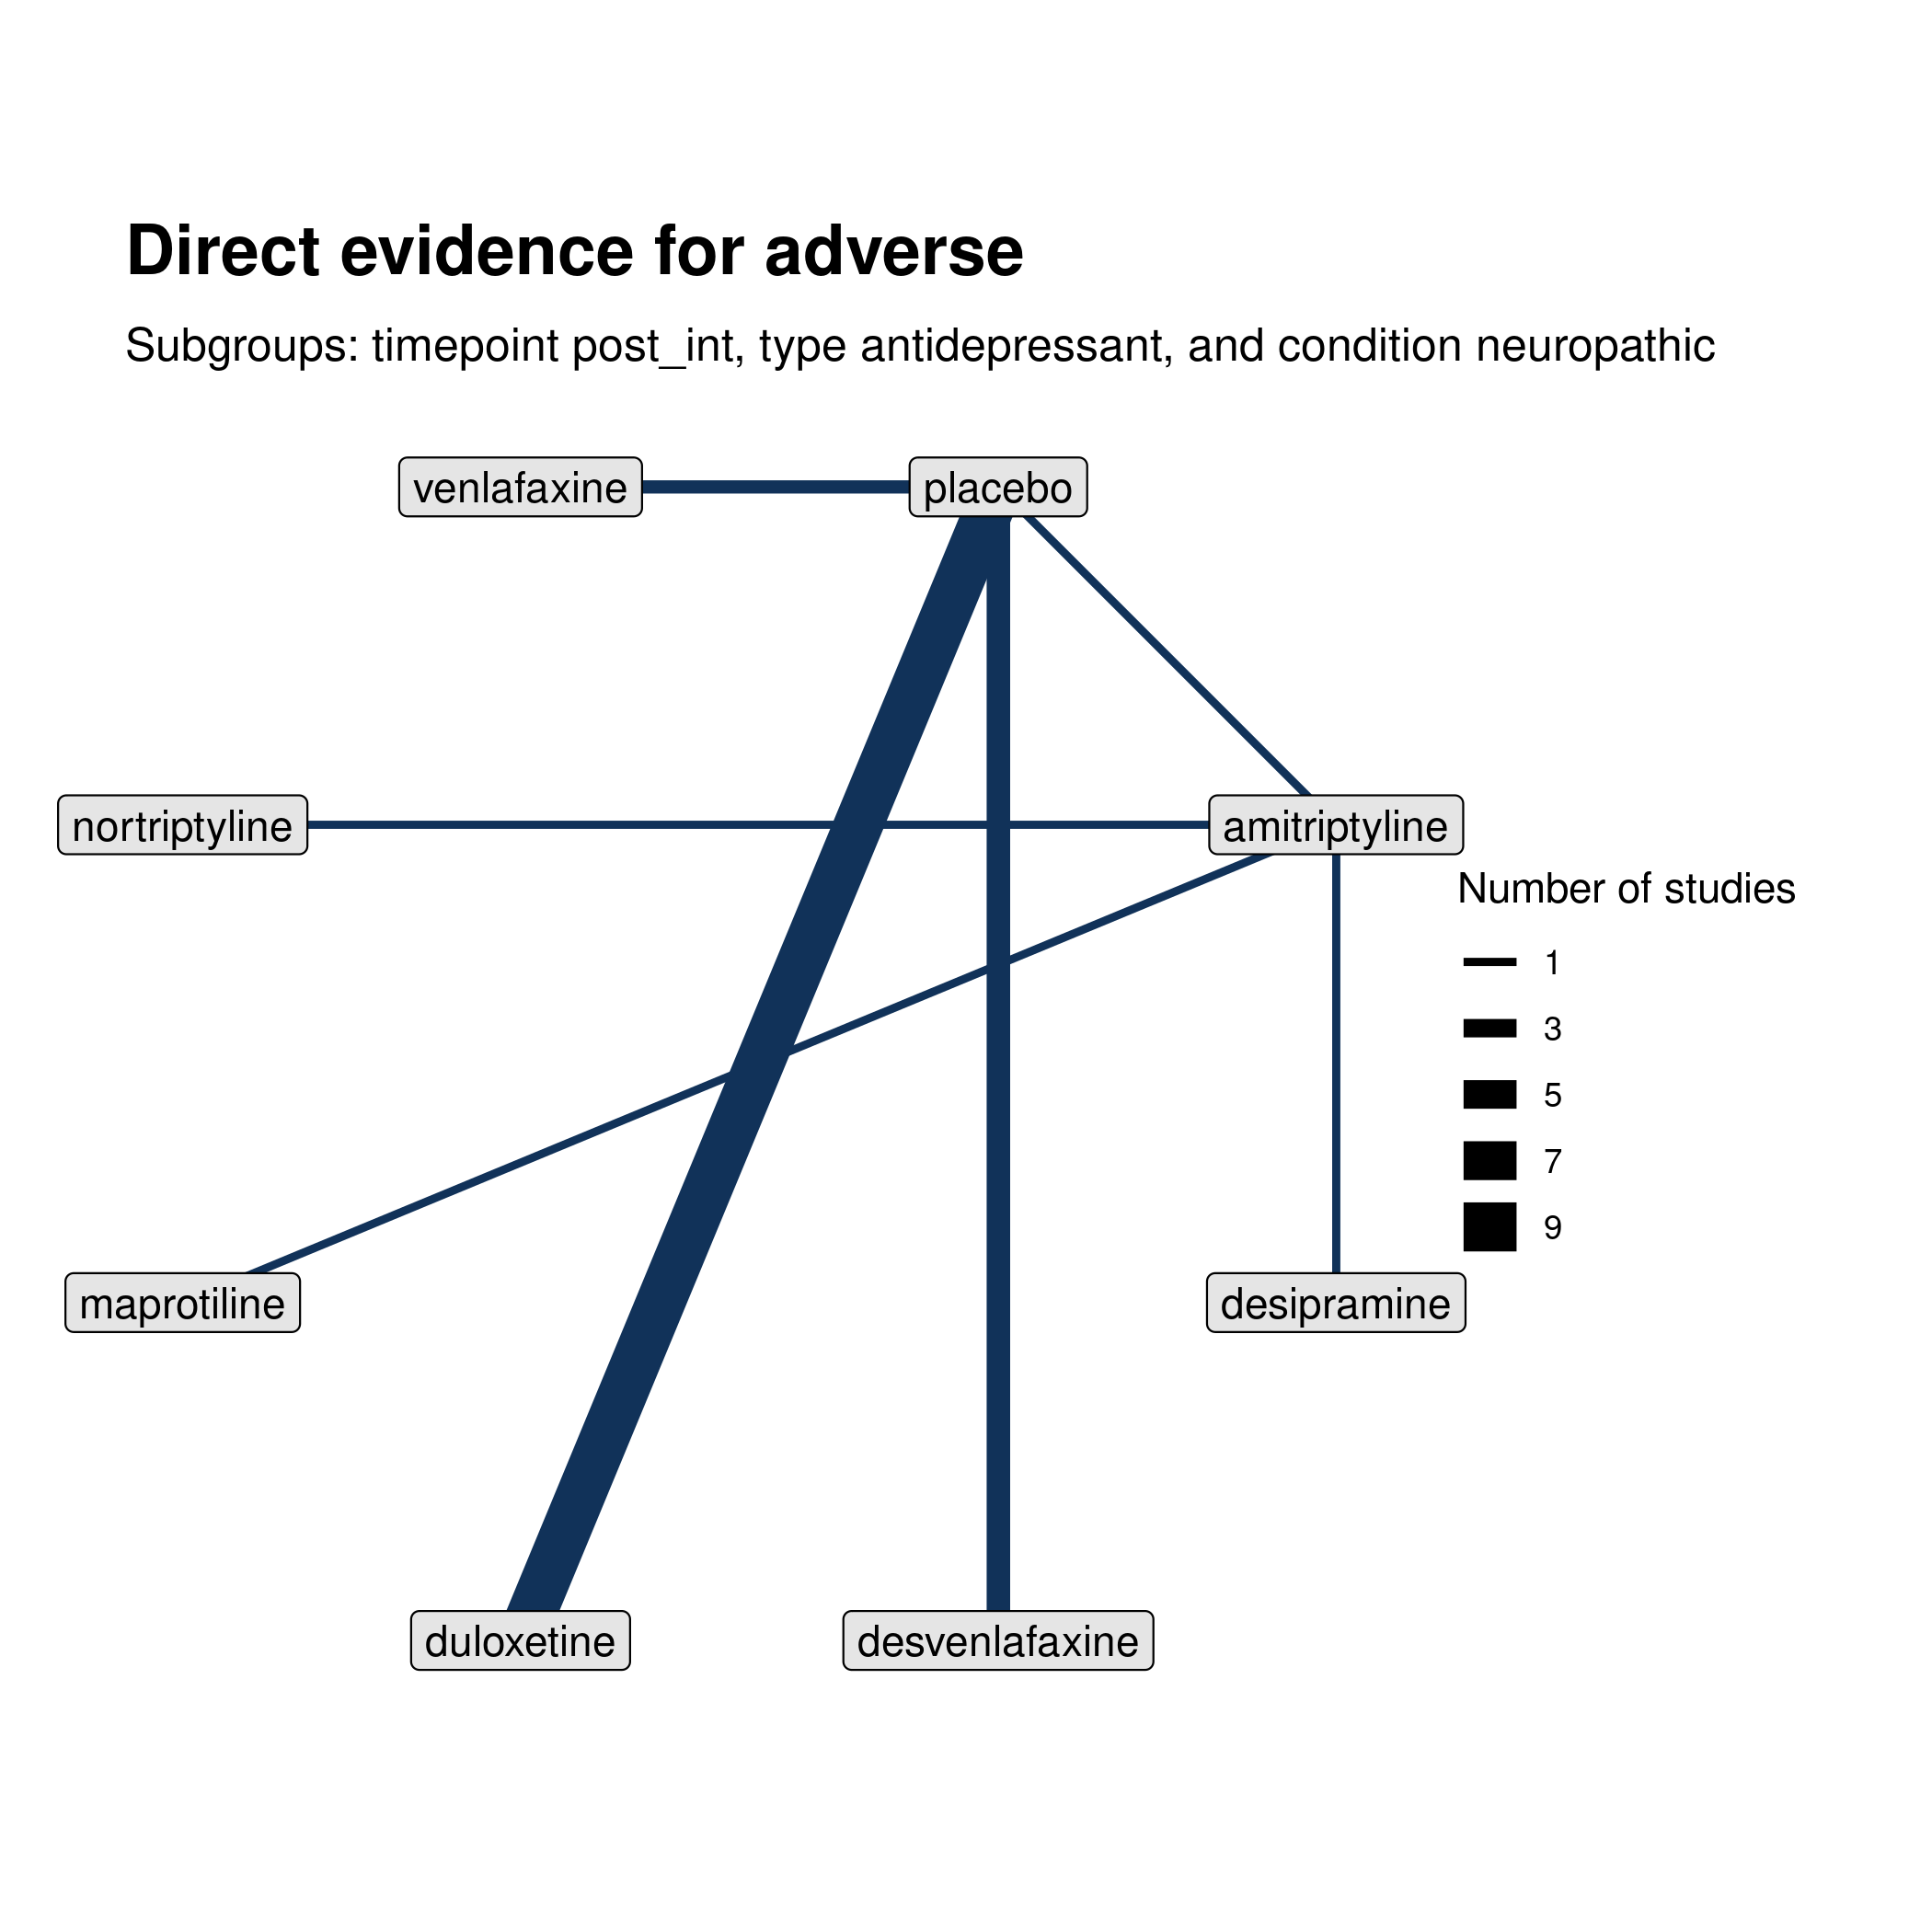 Direct evidence for adverse
Subgroups: timepoint post_int, type antidepressant, and condition neuropathic
venlafaxine
placebo
nortriptyline
amitriptyline
Number of studies
1
3
5
7
9
maprotiline
desipramine
duloxetine
desvenlafaxine